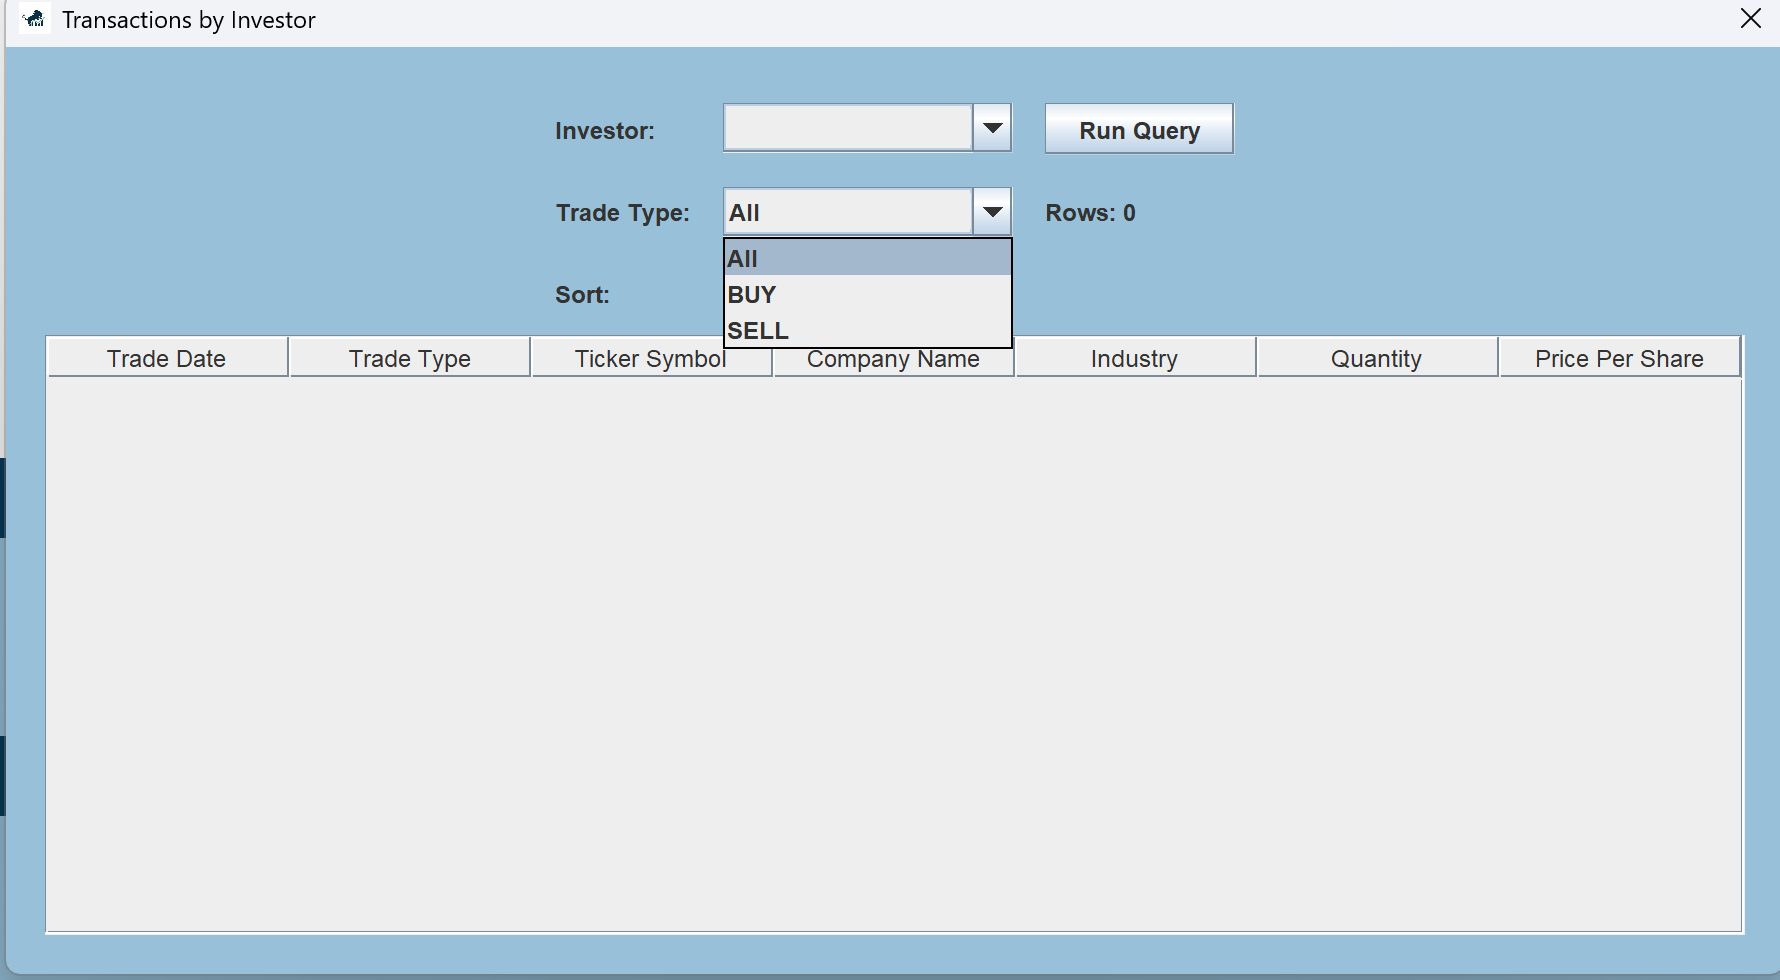 Transactions by Investor
Investor:
Run Query
Trade Type: All
Rows: 0
All
BUY
SELL
Sort:
Trade Date Trade Type Ticker Symbol Company Name Industry Quantity Price Per Share